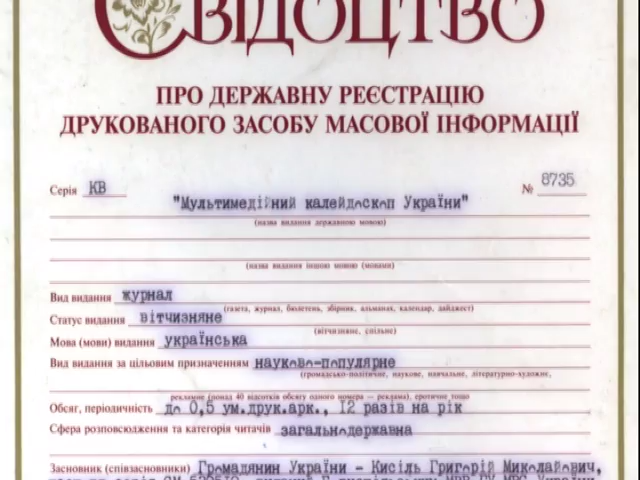 СВІДОЦТВО
ПРО ДЕРЖАВНУ РЕЄСТРАЦІЮ
ДРУКОВАНОГО ЗАСОБУ МАСОВОЇ ІНФОРМАЦІЇ
Серія КВ № 8735
"Мультимедійний калейдоскоп України"
(назва видання державною мовою)
(назва видання іншою мовою (мовами)
Вид видання журнал
(газета, журнал, бюлетень, збірник, альманах, календар, дайджест)
Статус видання вітчизняне
(вітчизняне, спільне)
Мова (мови) видання українська
Вид видання за цільовим призначенням науково-популярне
(громадсько-політичне, наукове, навчальне, літературно-художнє,
рекламне (понад 40 відсотків обсягу одного номера — реклама), еротичне тощо)
Обсяг, періодичність до 0,5 ум.друк.арк., 12 разів на рік
Сфера розповсюдження та категорія читачів загальнодержавна
Засновник (співзасновники) Громадянин України - Кисіль Григорій Миколайович,